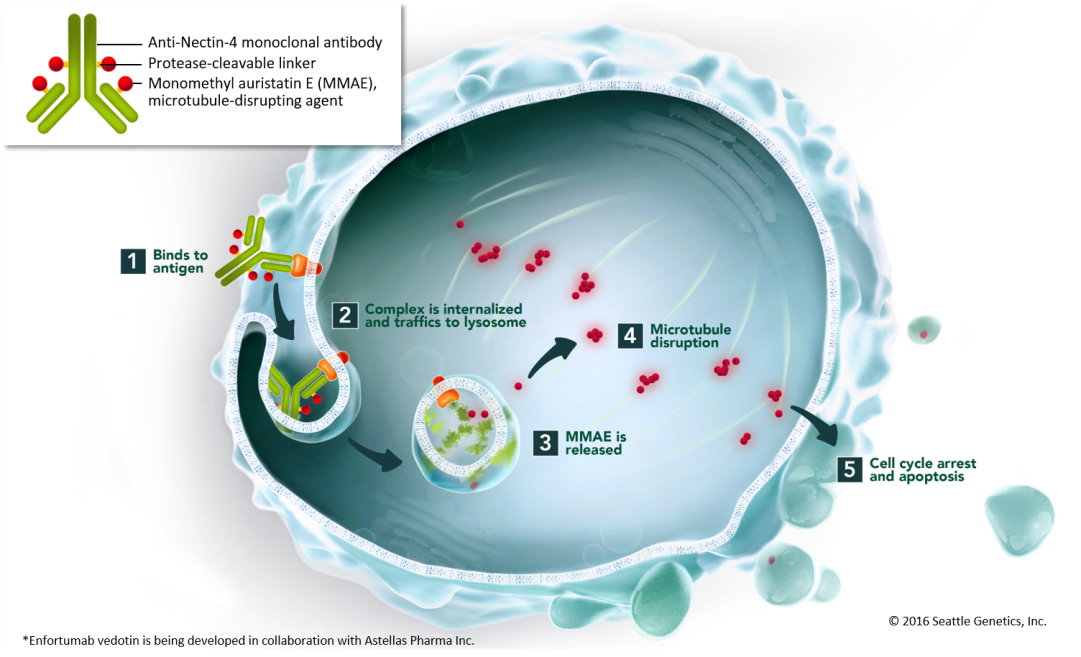 Anti-Nectin-4 monoclonal antibody
Protease-cleavable linker
Monomethyl auristatin E (MMAE),
microtubule-disrupting agent
1 Binds to
antigen
2 Complex is internalized
and traffics to lysosome
4 Microtubule
disruption
3 MMAE is
released
5 Cell cycle arrest
and apoptosis
© 2016 Seattle Genetics, Inc.
*Enfortumab vedotin is being developed in collaboration with Astellas Pharma Inc.